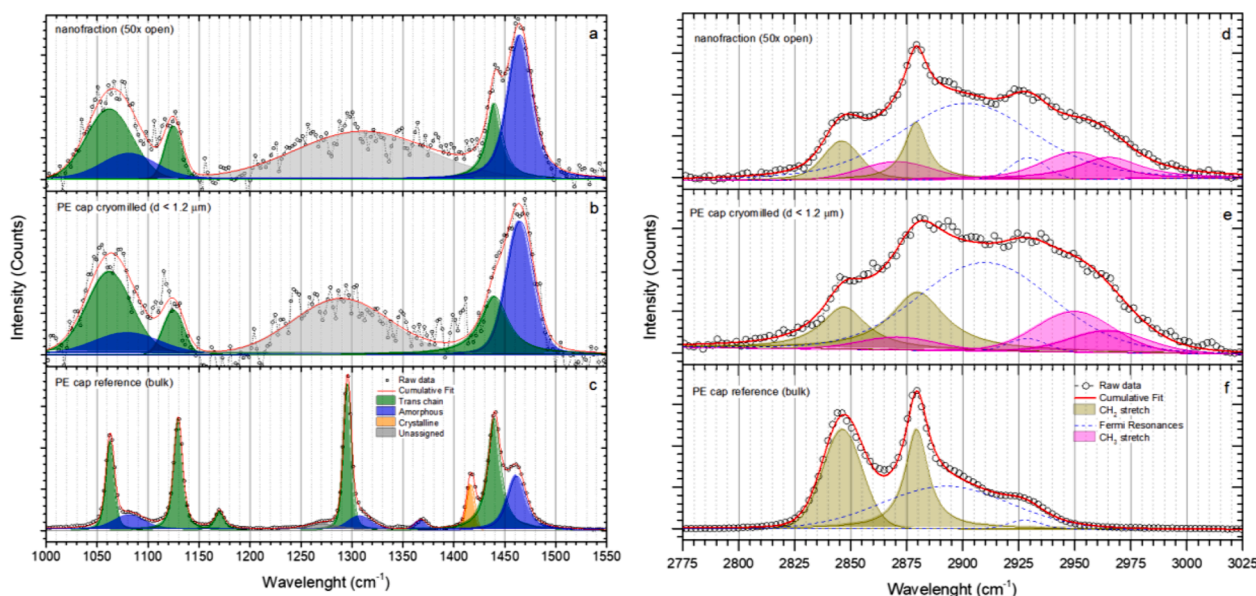 nanofraction (50x open)
a
PE cap cryomilled (d < 1.2 μm)
b
PE cap reference (bulk)
c
Raw data
Cumulative Fit
Trans chain
Amorphous
Crystalline
Unassigned
Intensity (Counts)
1000 1050 1100 1150 1200 1250 1300 1350 1400 1450 1500 1550
Wavelenght (cm⁻¹)
nanofraction (50x open)
d
PE cap cryomilled (d < 1.2 μm)
e
PE cap reference (bulk)
f
Raw data
Cumulative Fit
CH₂ stretch
Fermi Resonances
CH₃ stretch
Intensity (Counts)
2775 2800 2825 2850 2875 2900 2925 2950 2975 3000 3025
Wavelenght (cm⁻¹)